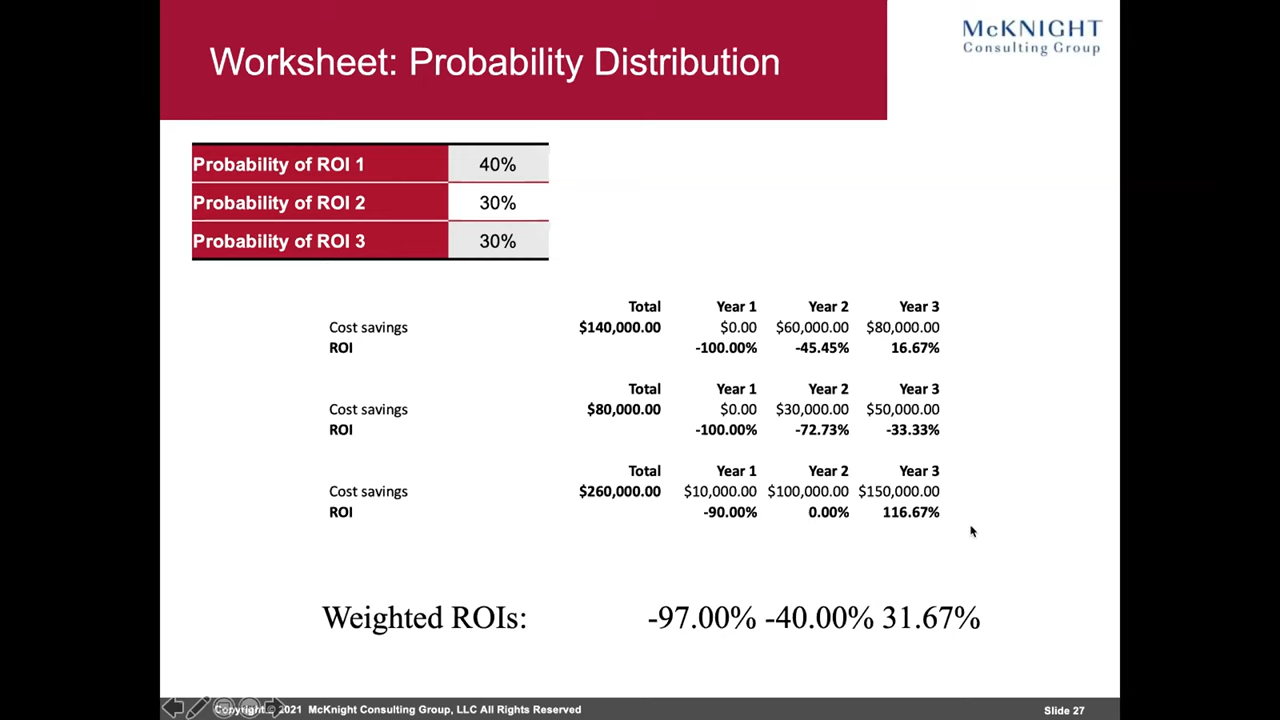 Worksheet: Probability Distribution
McKNIGHT
Consulting Group
Probability of ROI 1 40%
Probability of ROI 2 30%
Probability of ROI 3 30%
Total Year 1 Year 2 Year 3
Cost savings $140,000.00 $0.00 $60,000.00 $80,000.00
ROI -100.00% -45.45% 16.67%
Total Year 1 Year 2 Year 3
Cost savings $80,000.00 $0.00 $30,000.00 $50,000.00
ROI -100.00% -72.73% -33.33%
Total Year 1 Year 2 Year 3
Cost savings $260,000.00 $10,000.00 $100,000.00 $150,000.00
ROI -90.00% 0.00% 116.67%
Weighted ROIs: -97.00% -40.00% 31.67%
Copyright © 2021 McKnight Consulting Group, LLC All Rights Reserved Slide 27